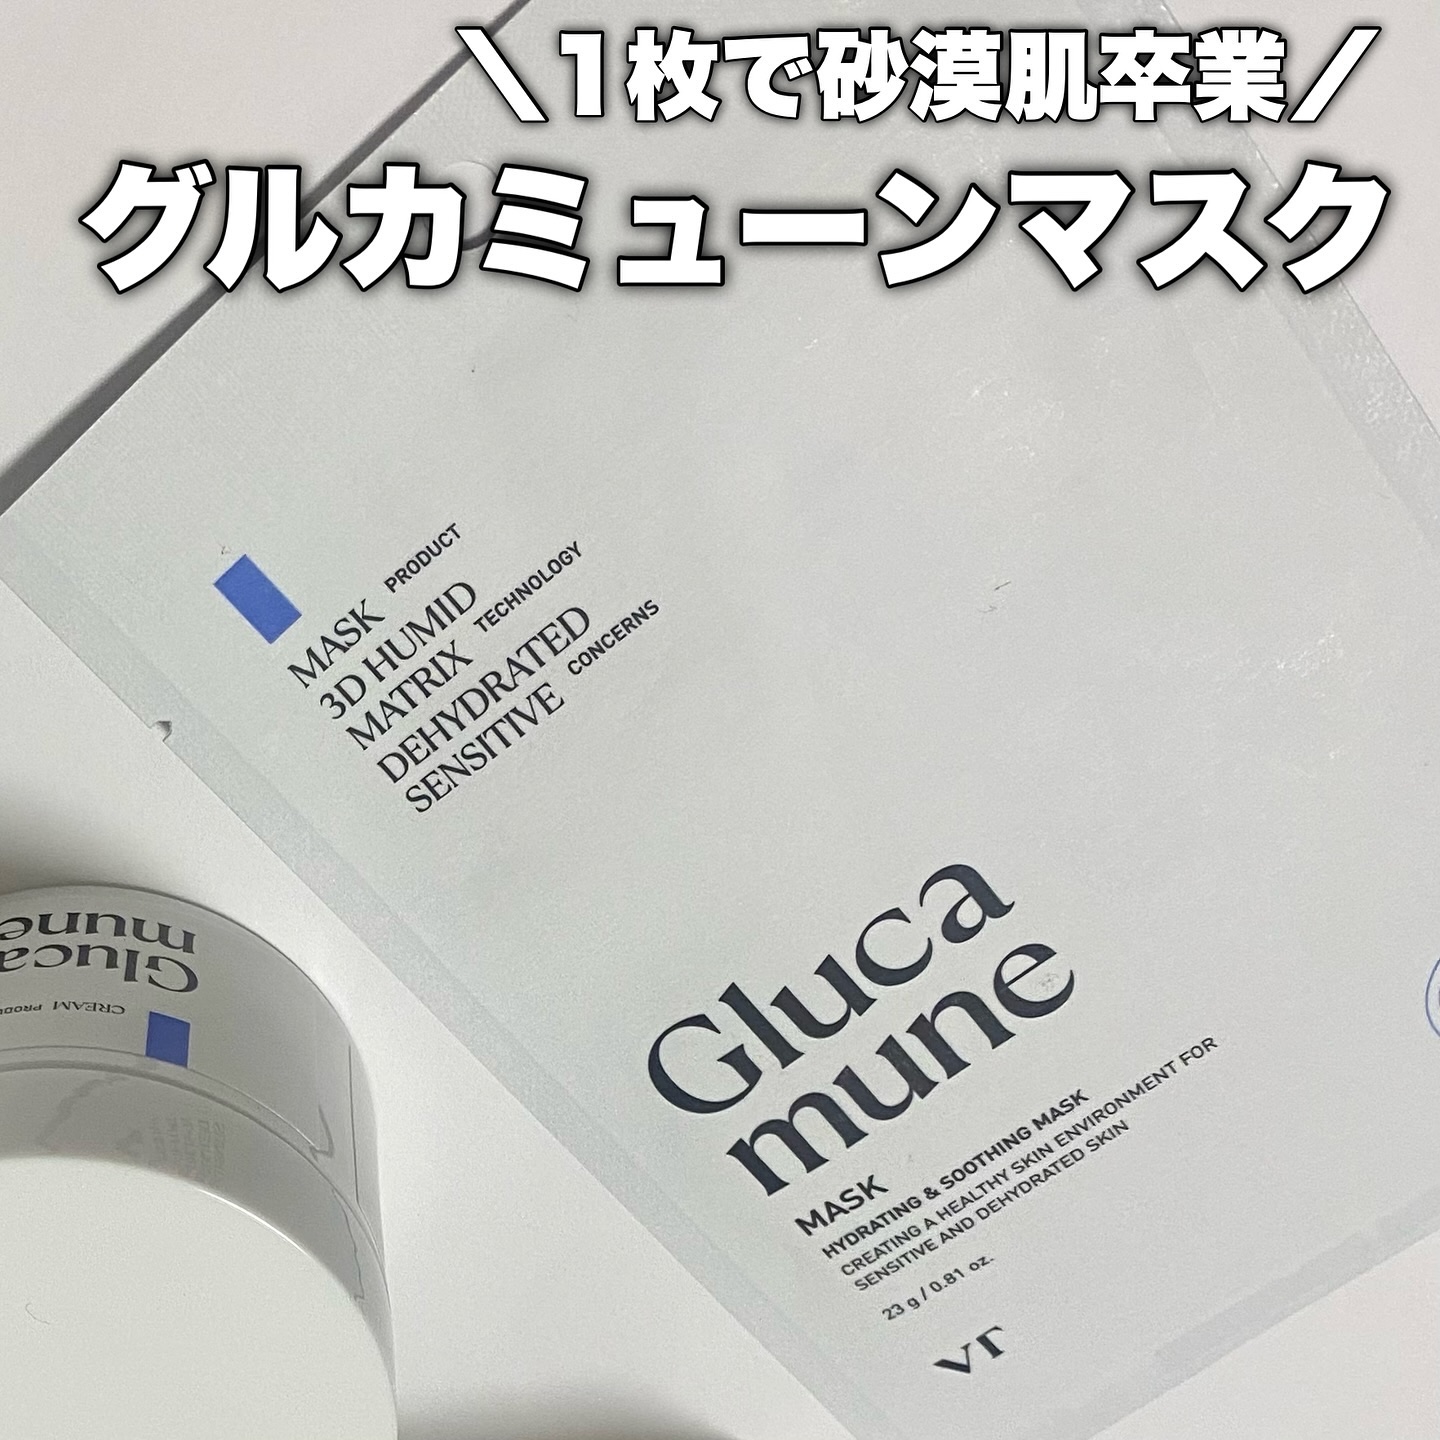 ＼1枚で砂漠肌卒業／
グルカミューンマスク
MASK PRODUCT
3D HUMID
MATRIX TECHNOLOGY
DEHYDRATED
SENSITIVE CONCERNS
Gluca
mune
MASK
HYDRATING & SOOTHING MASK
CREATING A HEALTHY SKIN ENVIRONMENT FOR
SENSITIVE AND DEHYDRATED SKIN
23 g / 0.81 oz.
VT
Gluca
mune
CREAM